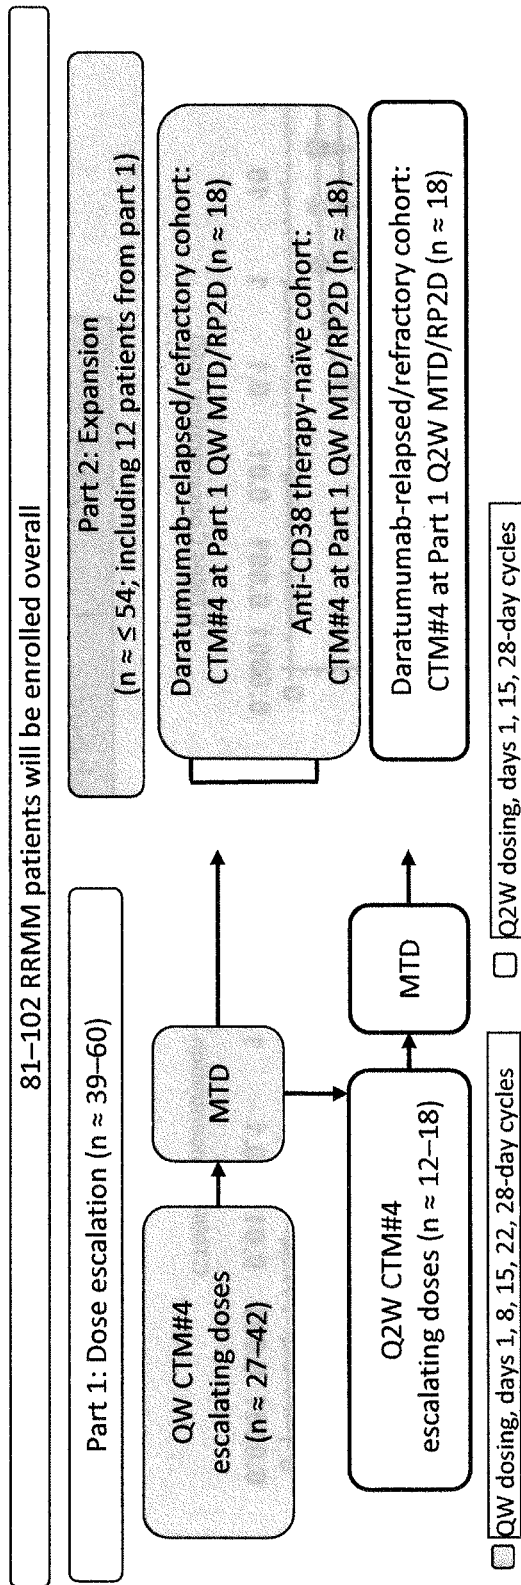 81–102 RRMM patients will be enrolled overall
Part 1: Dose escalation (n ≈ 39–60)
Part 2: Expansion
(n ≈ ≤ 54; including 12 patients from part 1)
QW CTM#4
escalating doses
(n ≈ 27–42)
MTD
Daratumumab-relapsed/refractory cohort:
CTM#4 at Part 1 QW MTD/RP2D (n ≈ 18)
Anti-CD38 therapy-naïve cohort:
CTM#4 at Part 1 QW MTD/RP2D (n ≈ 18)
Q2W CTM#4
escalating doses (n ≈ 12–18)
MTD
Daratumumab-relapsed/refractory cohort:
CTM#4 at Part 1 Q2W MTD/RP2D (n ≈ 18)
QW dosing, days 1, 8, 15, 22, 28-day cycles
Q2W dosing, days 1, 15, 28-day cycles